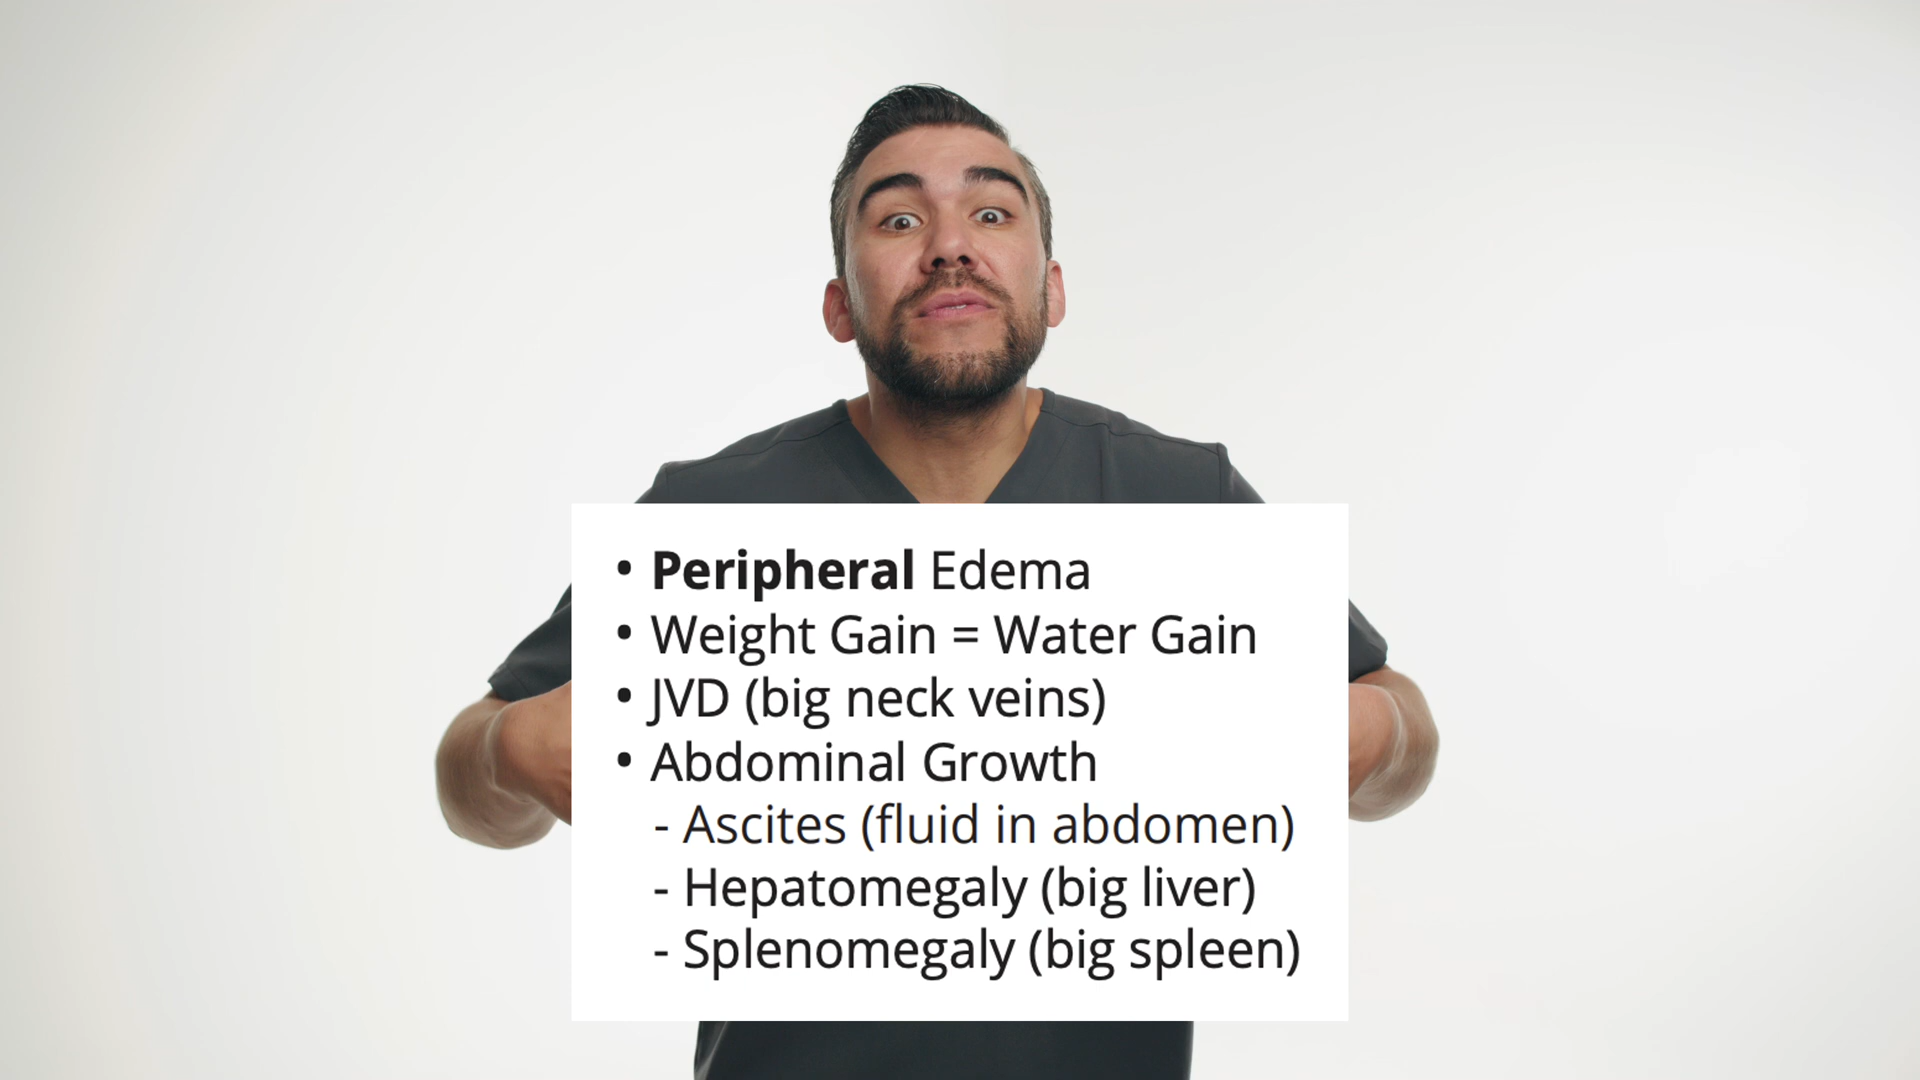 • Peripheral Edema
• Weight Gain = Water Gain
• JVD (big neck veins)
• Abdominal Growth
- Ascites (fluid in abdomen)
- Hepatomegaly (big liver)
- Splenomegaly (big spleen)